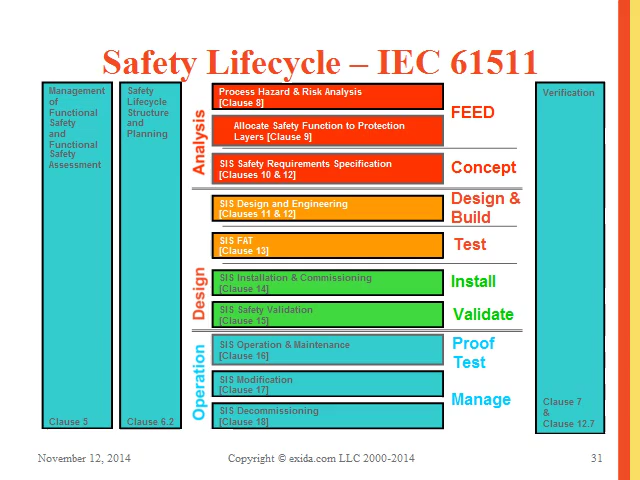 Safety Lifecycle – IEC 61511
Management
of
Functional
Safety
and
Functional
Safety
Assessment
Clause 5
Safety
Lifecycle
Structure
and
Planning
Clause 6.2
Analysis
Process Hazard & Risk Analysis
[Clause 8]
Allocate Safety Function to Protection
Layers [Clause 9]
FEED
SIS Safety Requirements Specification
[Clauses 10 & 12]
Concept
Design
SIS Design and Engineering
[Clauses 11 & 12]
Design &
Build
SIS FAT
[Clause 13]
Test
SIS Installation & Commissioning
[Clause 14]
Install
SIS Safety Validation
[Clause 15]
Validate
Operation
SIS Operation & Maintenance
[Clause 16]
Proof
Test
SIS Modification
[Clause 17]
Manage
SIS Decommissioning
[Clause 18]
Verification
Clause 7
&
Clause 12.7
November 12, 2014
Copyright © exida.com LLC 2000-2014
31